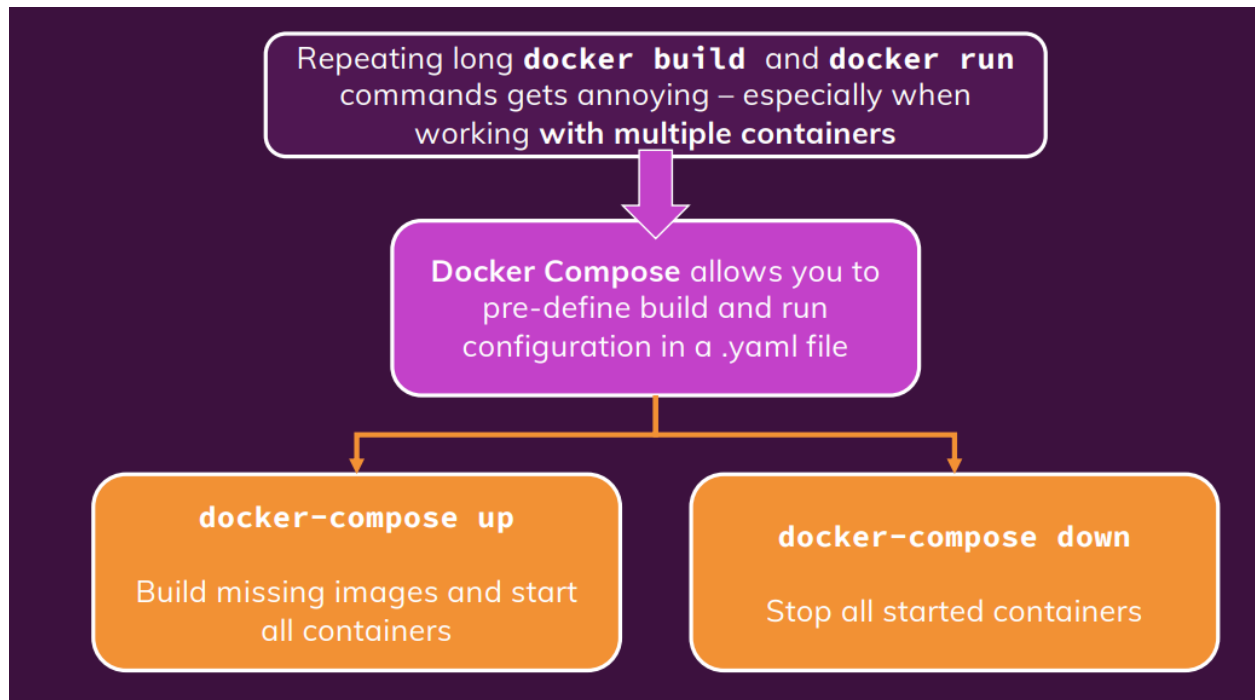 Repeating long docker build and docker run
commands gets annoying – especially when
working with multiple containers
Docker Compose allows you to
pre-define build and run
configuration in a .yaml file
docker-compose up
Build missing images and start
all containers
docker-compose down
Stop all started containers